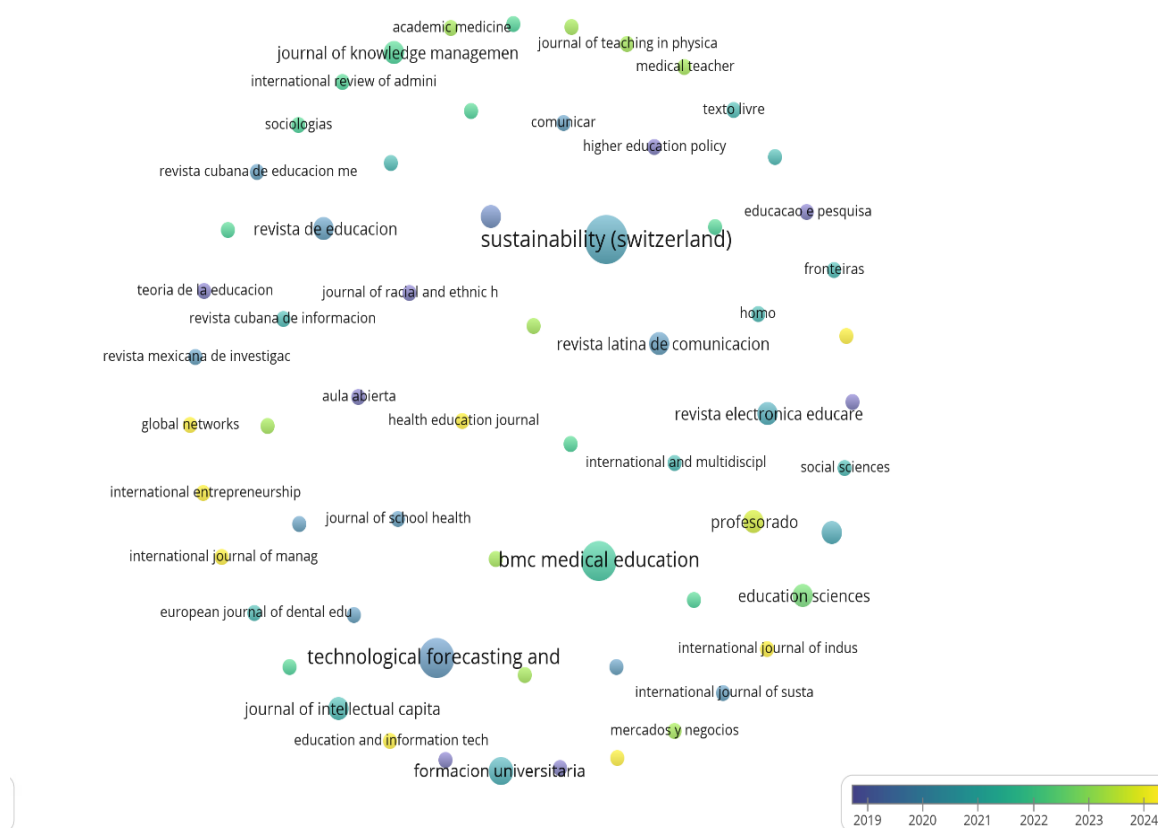 academic medicine
journal of knowledge managemen
journal of teaching in physica
medical teacher
international review of admini
texto livre
sociologias
comunicar
higher education policy
revista cubana de educacion me
educacao e pesquisa
revista de educacion
sustainability (switzerland)
fronteiras
teoria de la educacion
journal of racial and ethnic h
revista cubana de informacion
homo
revista latina de comunicacion
revista mexicana de investigac
aula abierta
revista electronica educare
global networks
health education journal
international and multidiscipl
social sciences
international entrepreneurship
journal of school health
profesorado
international journal of manag
bmc medical education
education sciences
european journal of dental edu
international journal of indus
technological forecasting and
international journal of susta
journal of intellectual capita
mercados y negocios
education and information tech
formacion universitaria
2019 2020 2021 2022 2023 2024